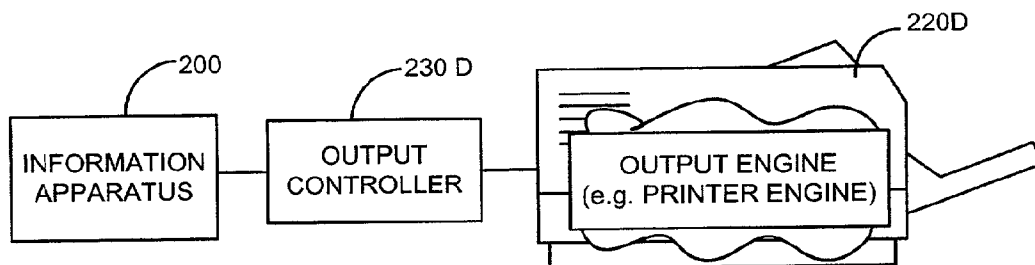 200
230 D
220D
INFORMATION
APPARATUS
OUTPUT
CONTROLLER
OUTPUT ENGINE
(e.g. PRINTER ENGINE)